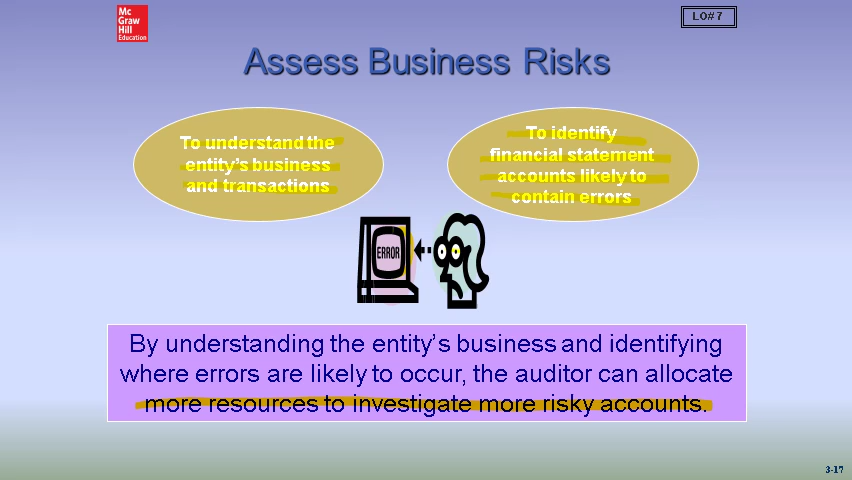 Mc
Graw
Hill
Education
LO# 7
Assess Business Risks
To understand the
entity's business
and transactions
To identify
financial statement
accounts likely to
contain errors
ERROR
By understanding the entity's business and identifying
where errors are likely to occur, the auditor can allocate
more resources to investigate more risky accounts.
3-17